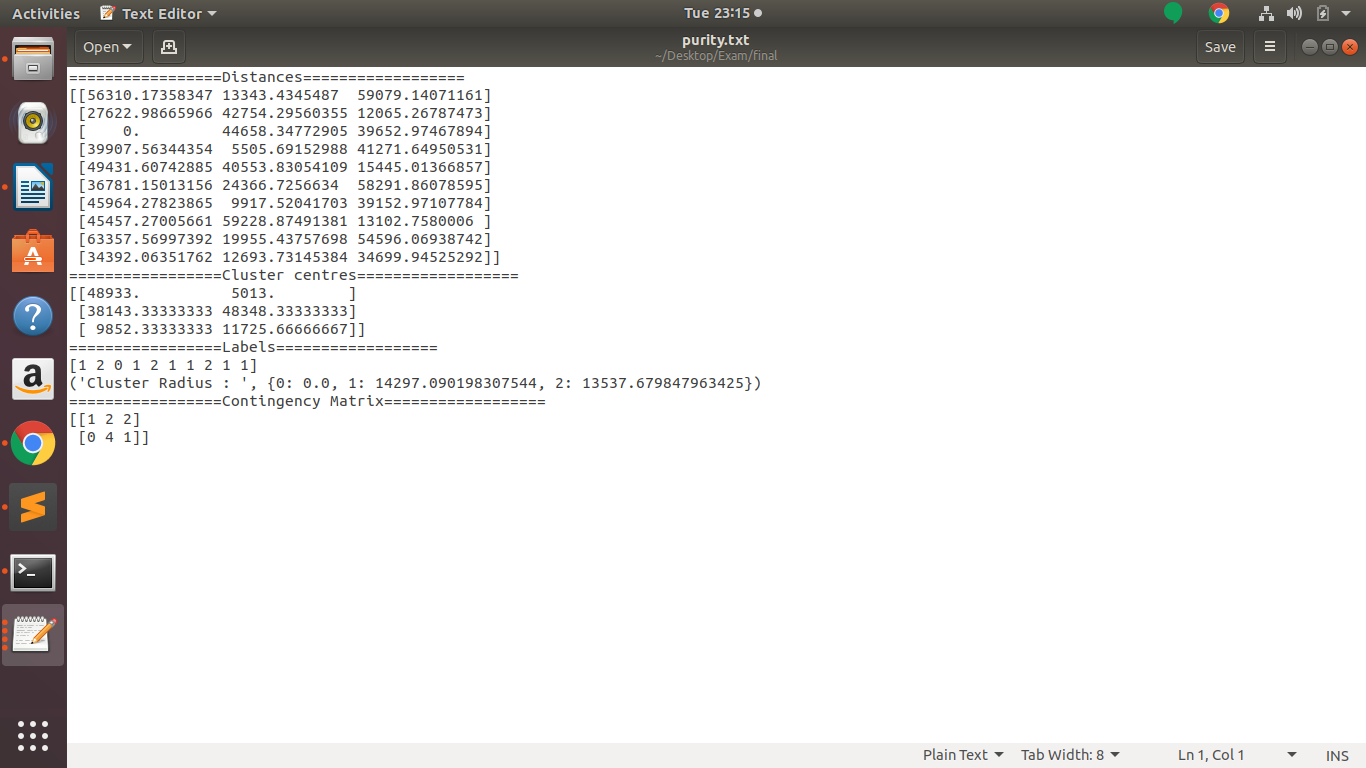 Activities Text Editor Tue 23:15
Open purity.txt Save
~/Desktop/Exam/final
=================Distances==================
[[56310.17358347 13343.4345487  59079.14071161]
 [27622.98665966 42754.29560355 12065.26787473]
 [    0.         44658.34772905 39652.97467894]
 [39907.56344354  5505.69152988 41271.64950531]
 [49431.60742885 40553.83054109 15445.01366857]
 [36781.15013156 24366.7256634  58291.86078595]
 [45964.27823865  9917.52041703 39152.97107784]
 [45457.27005661 59228.87491381 13102.7580006 ]
 [63357.56997392 19955.43757698 54596.06938742]
 [34392.06351762 12693.73145384 34699.94525292]]
=================Cluster centres==================
[[48933.          5013.        ]
 [38143.33333333 48348.33333333]
 [ 9852.33333333 11725.66666667]]
=================Labels==================
[1 2 0 1 2 1 1 2 1 1]
('Cluster Radius : ', {0: 0.0, 1: 14297.090198307544, 2: 13537.679847963425})
=================Contingency Matrix==================
[[1 2 2]
 [0 4 1]]
Plain Text Tab Width: 8 Ln 1, Col 1 INS